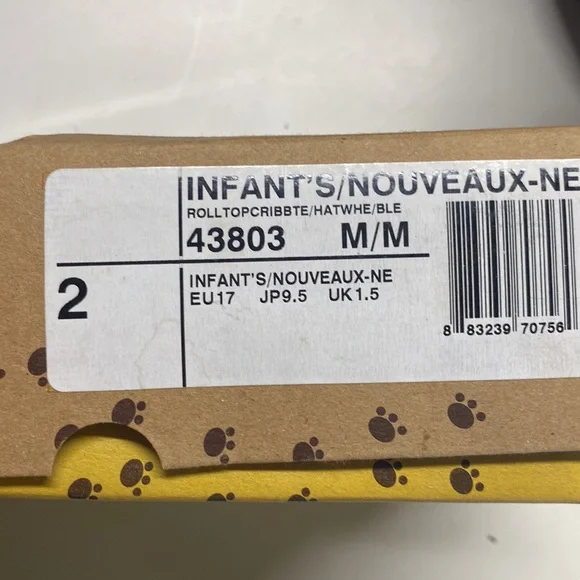 INFANT'S/NOUVEAUX-NE
ROLLTOPCRIBBTE/HATWHE/BLE
43803 M/M
2
INFANT'S/NOUVEAUX-NE
EU17 JP9.5 UK1.5
8 83239 70756